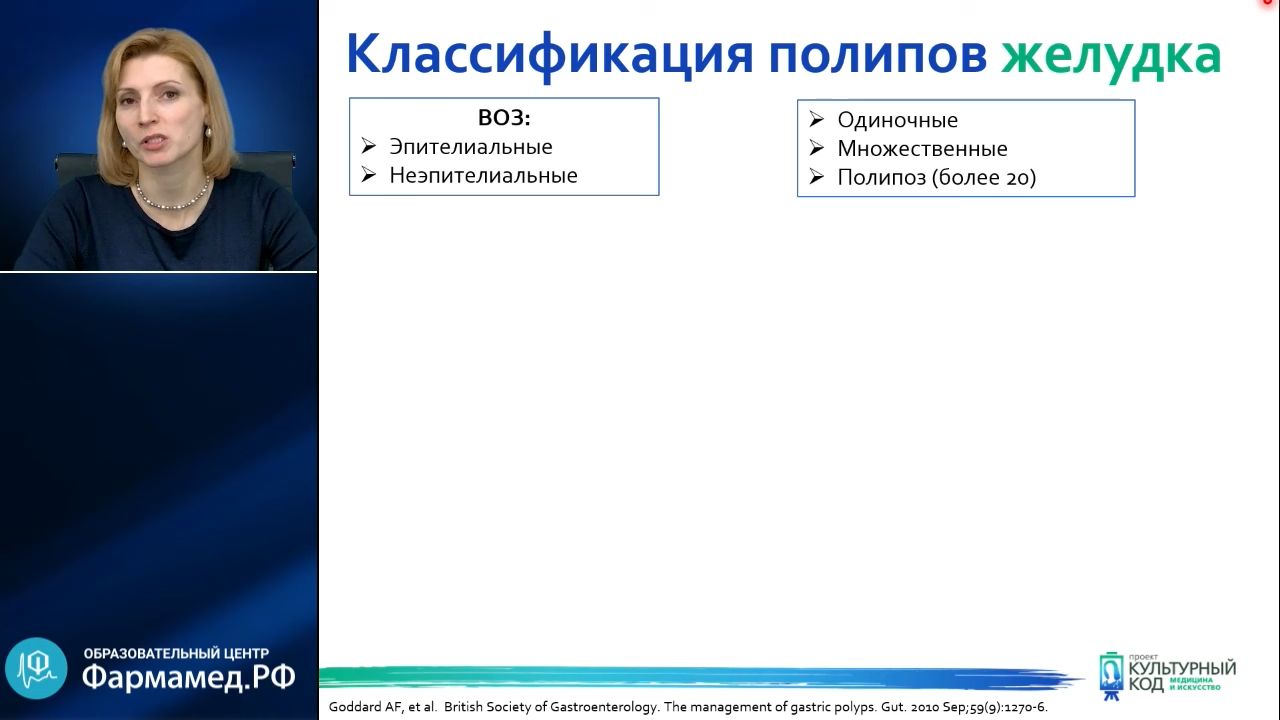 Классификация полипов желудка
ВОЗ:
➢ Эпителиальные
➢ Неэпителиальные
➢ Одиночные
➢ Множественные
➢ Полипоз (более 20)
ОБРАЗОВАТЕЛЬНЫЙ ЦЕНТР
Фармамед.РФ
проект
КУЛЬТУРНЫЙ
КОД МЕДИЦИНА
И ИСКУССТВО
Goddard AF, et al. British Society of Gastroenterology. The management of gastric polyps. Gut. 2010 Sep;59(9):1270-6.